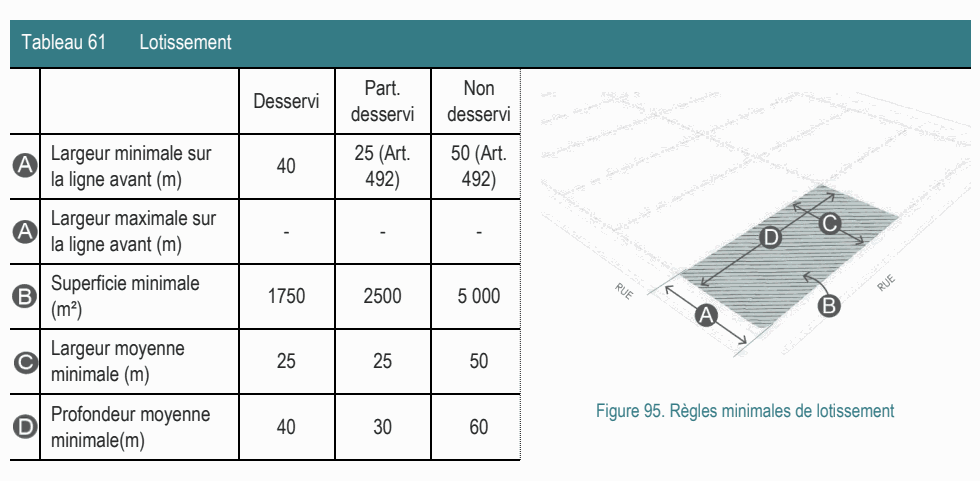 Tableau 61 Lotissement
Desservi
Part.
desservi
Non
desservi
A Largeur minimale sur
la ligne avant (m)
40
25 (Art.
492)
50 (Art.
492)
A Largeur maximale sur
la ligne avant (m)
- - -
B Superficie minimale
(m²)
1750 2500 5 000
C Largeur moyenne
minimale (m)
25 25 50
D Profondeur moyenne
minimale(m)
40 30 60
D
C
A
B
RUE
RUE
Figure 95. Règles minimales de lotissement